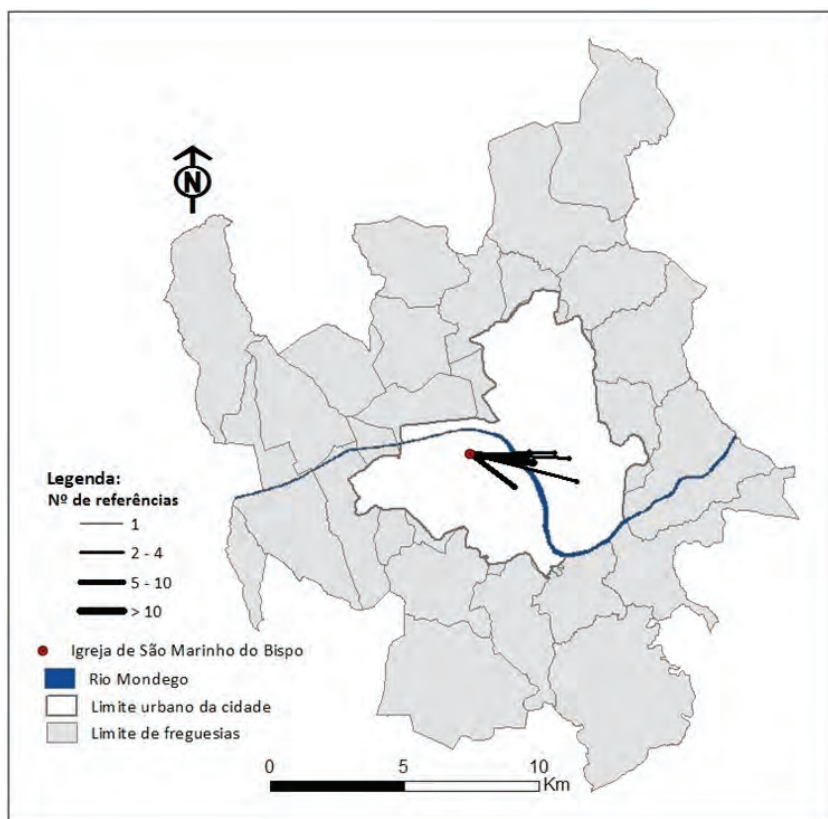 N
Legenda:
Nº de referências
1
2 - 4
5 - 10
> 10
Igreja de São Marinho do Bispo
Rio Mondego
Limite urbano da cidade
Limite de freguesias
0 5 10
Km